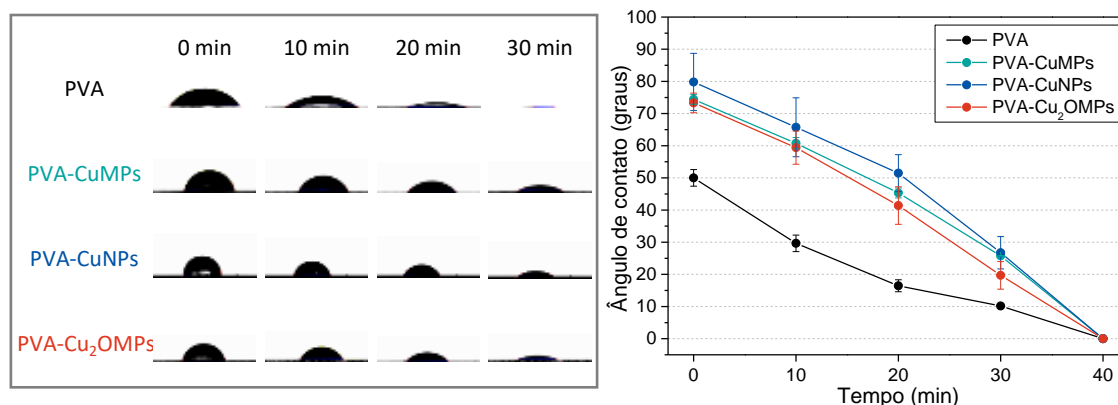 0 min 10 min 20 min 30 min
PVA
PVA-CuMPs
PVA-CuNPs
PVA-Cu₂OMPs
Ângulo de contato (graus)
100
90
80
70
60
50
40
30
20
10
0
0 10 20 30 40
Tempo (min)
PVA
PVA-CuMPs
PVA-CuNPs
PVA-Cu₂OMPs